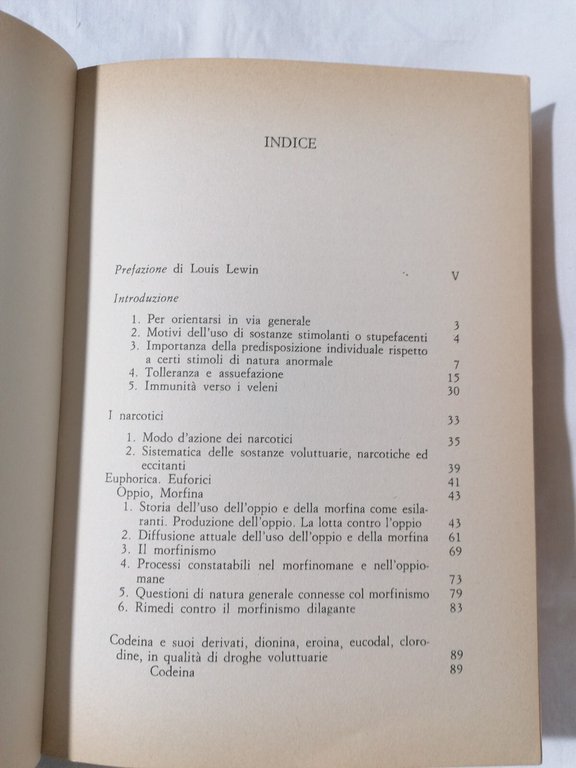 INDICE
Prefazione di Louis Lewin V
Introduzione
1. Per orientarsi in via generale 3
2. Motivi dell'uso di sostanze stimolanti o stupefacenti 4
3. Importanza della predisposizione individuale rispetto
a certi stimoli di natura anormale 7
4. Tolleranza e assuefazione 15
5. Immunità verso i veleni 30
I narcotici 33
1. Modo d'azione dei narcotici 35
2. Sistematica delle sostanze voluttuarie, narcotiche ed
eccitanti 39
Euphorica. Euforici 41
Oppio, Morfina 43
1. Storia dell'uso dell'oppio e della morfina come esila-
ranti. Produzione dell'oppio. La lotta contro l'oppio 43
2. Diffusione attuale dell'uso dell'oppio e della morfina 61
3. Il morfinismo 69
4. Processi constatabili nel morfinomane e nell'oppio-
mane 73
5. Questioni di natura generale connesse col morfinismo 79
6. Rimedi contro il morfinismo dilagante 83
Codeina e suoi derivati, dionina, eroina, eucodal, cloro-
dine, in qualità di droghe voluttuarie 89
Codeina 89